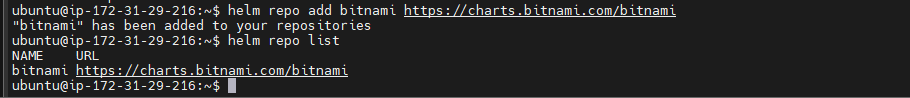 ubuntu@ip-172-31-29-216:~$ helm repo add bitnami https://charts.bitnami.com/bitnami
"bitnami" has been added to your repositories
ubuntu@ip-172-31-29-216:~$ helm repo list
NAME    URL
bitnami https://charts.bitnami.com/bitnami
ubuntu@ip-172-31-29-216:~$